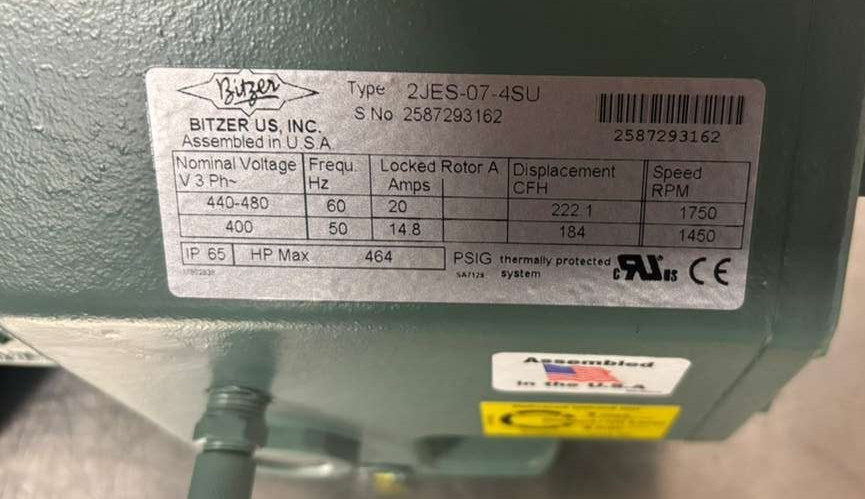 Bitzer
Type 2JES-07-4SU
S No 2587293162
BITZER US, INC.
Assembled in U.S.A.
2587293162
Nominal Voltage V 3 Ph~ Frequ. Hz Locked Rotor A Amps Displacement CFH Speed RPM
440-480 60 20 222.1 1750
400 50 14.8 184 1450
IP 65 HP Max 464 PSIG thermally protected system
SA7128
c RU us CE
Assembled
in the U.S.A